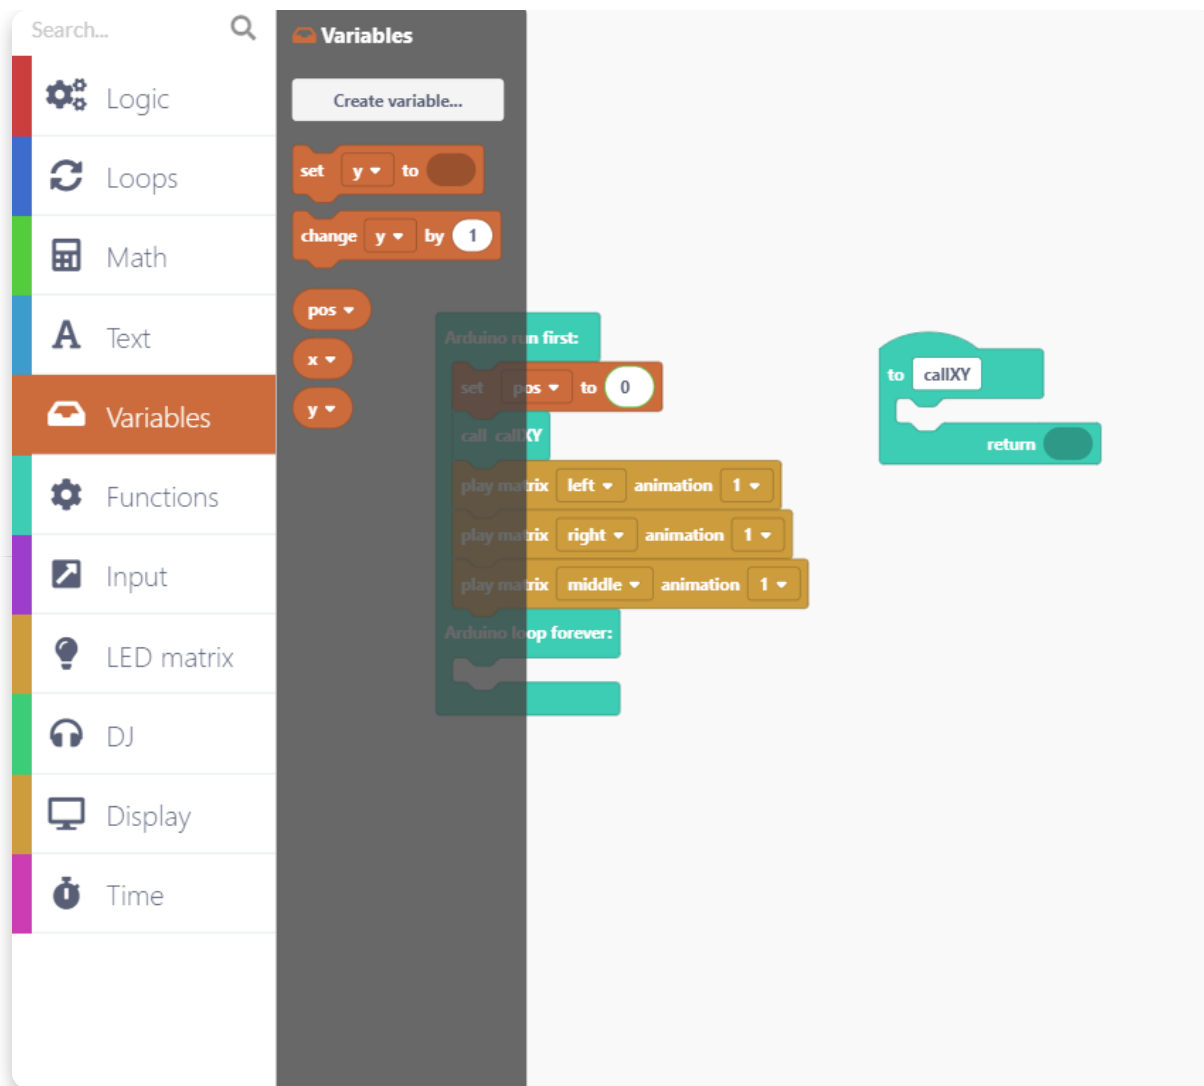 Search...
Logic
Loops
Math
Text
Variables
Functions
Input
LED matrix
DJ
Display
Time
Variables
Create variable...
set y to
change y by 1
pos
x
y
Arduino run first:
set pos to 0
call callXY
play matrix left animation 1
play matrix right animation 1
play matrix middle animation 1
Arduino loop forever:
to callXY
return